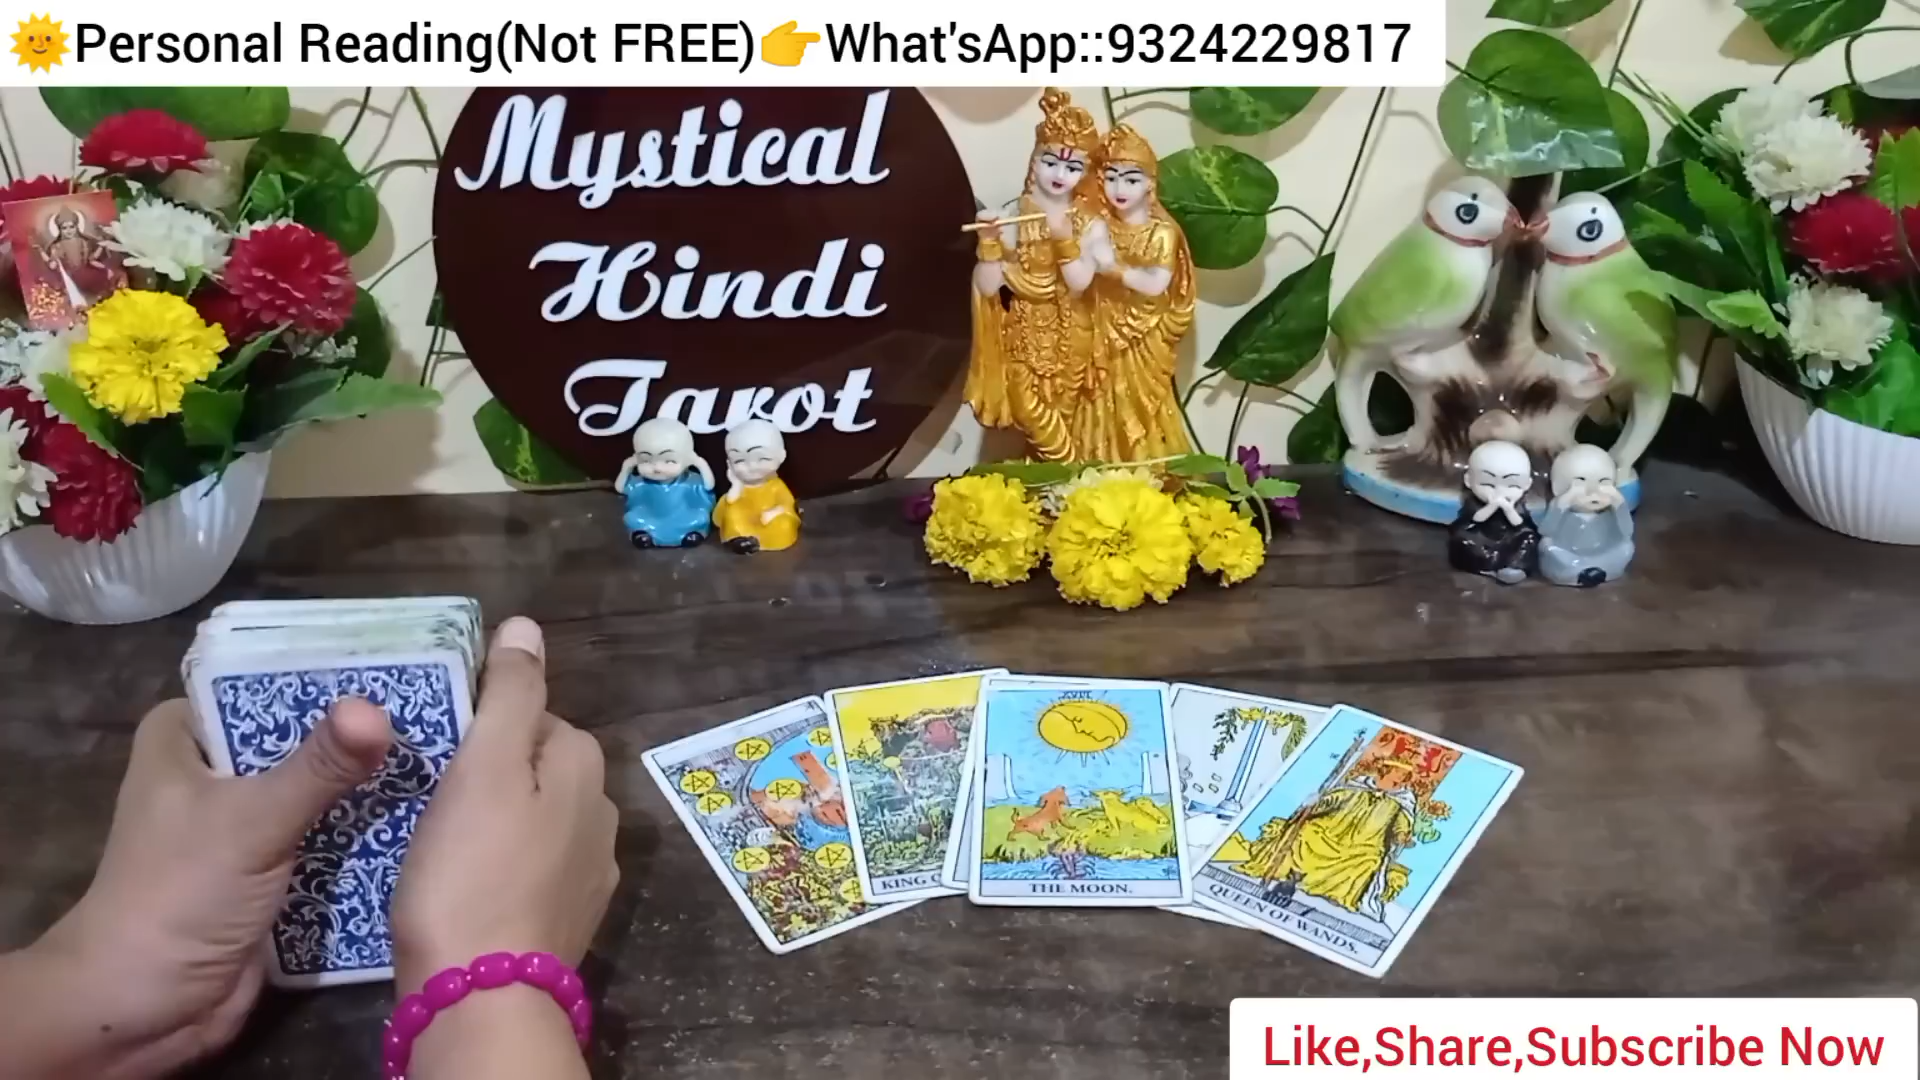 🌞Personal Reading(Not FREE)👉What'sApp::9324229817
Mystical
Hindi
Tarot
XVIII
KING O
THE MOON.
QUEEN OF WANDS.
Like,Share,Subscribe Now